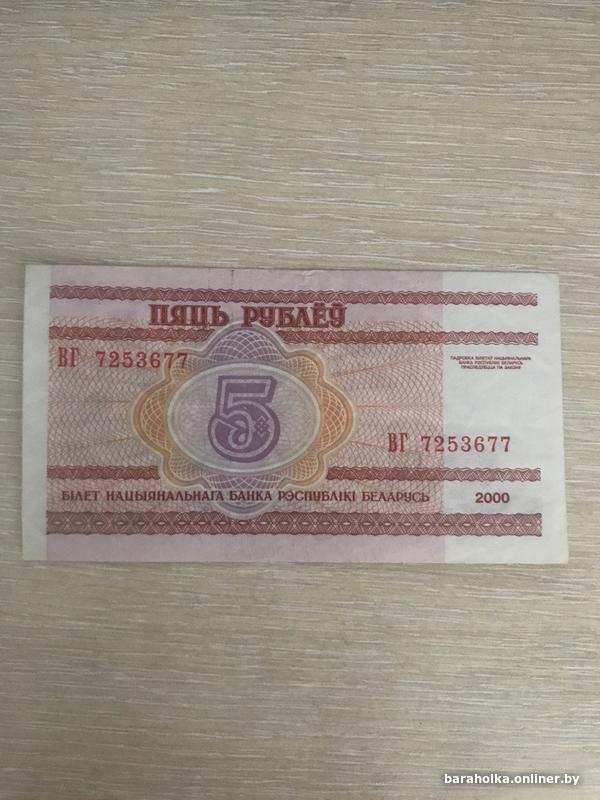 ПЯЦЬ РУБЛЁЎ
ВГ 7253677
ПАДРОБКА БІЛЕТАЎ НАЦЫЯНАЛЬНАГА
БАНКА РЭСПУБЛІКІ БЕЛАРУСЬ
ПРАСЛЕДУЕЦЦА ПА ЗАКОНУ
5
ВГ 7253677
БІЛЕТ НАЦЫЯНАЛЬНАГА БАНКА РЭСПУБЛІКІ БЕЛАРУСЬ 2000
baraholka.onliner.by